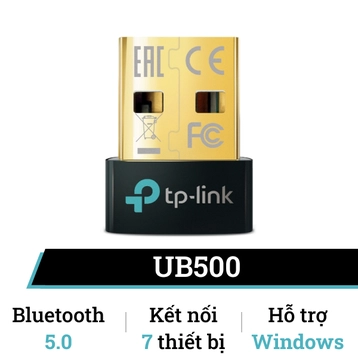 EAC CE
FC
tp-link
UB500
Bluetooth
5.0
Kết nối
7 thiết bị
Hỗ trợ
Windows